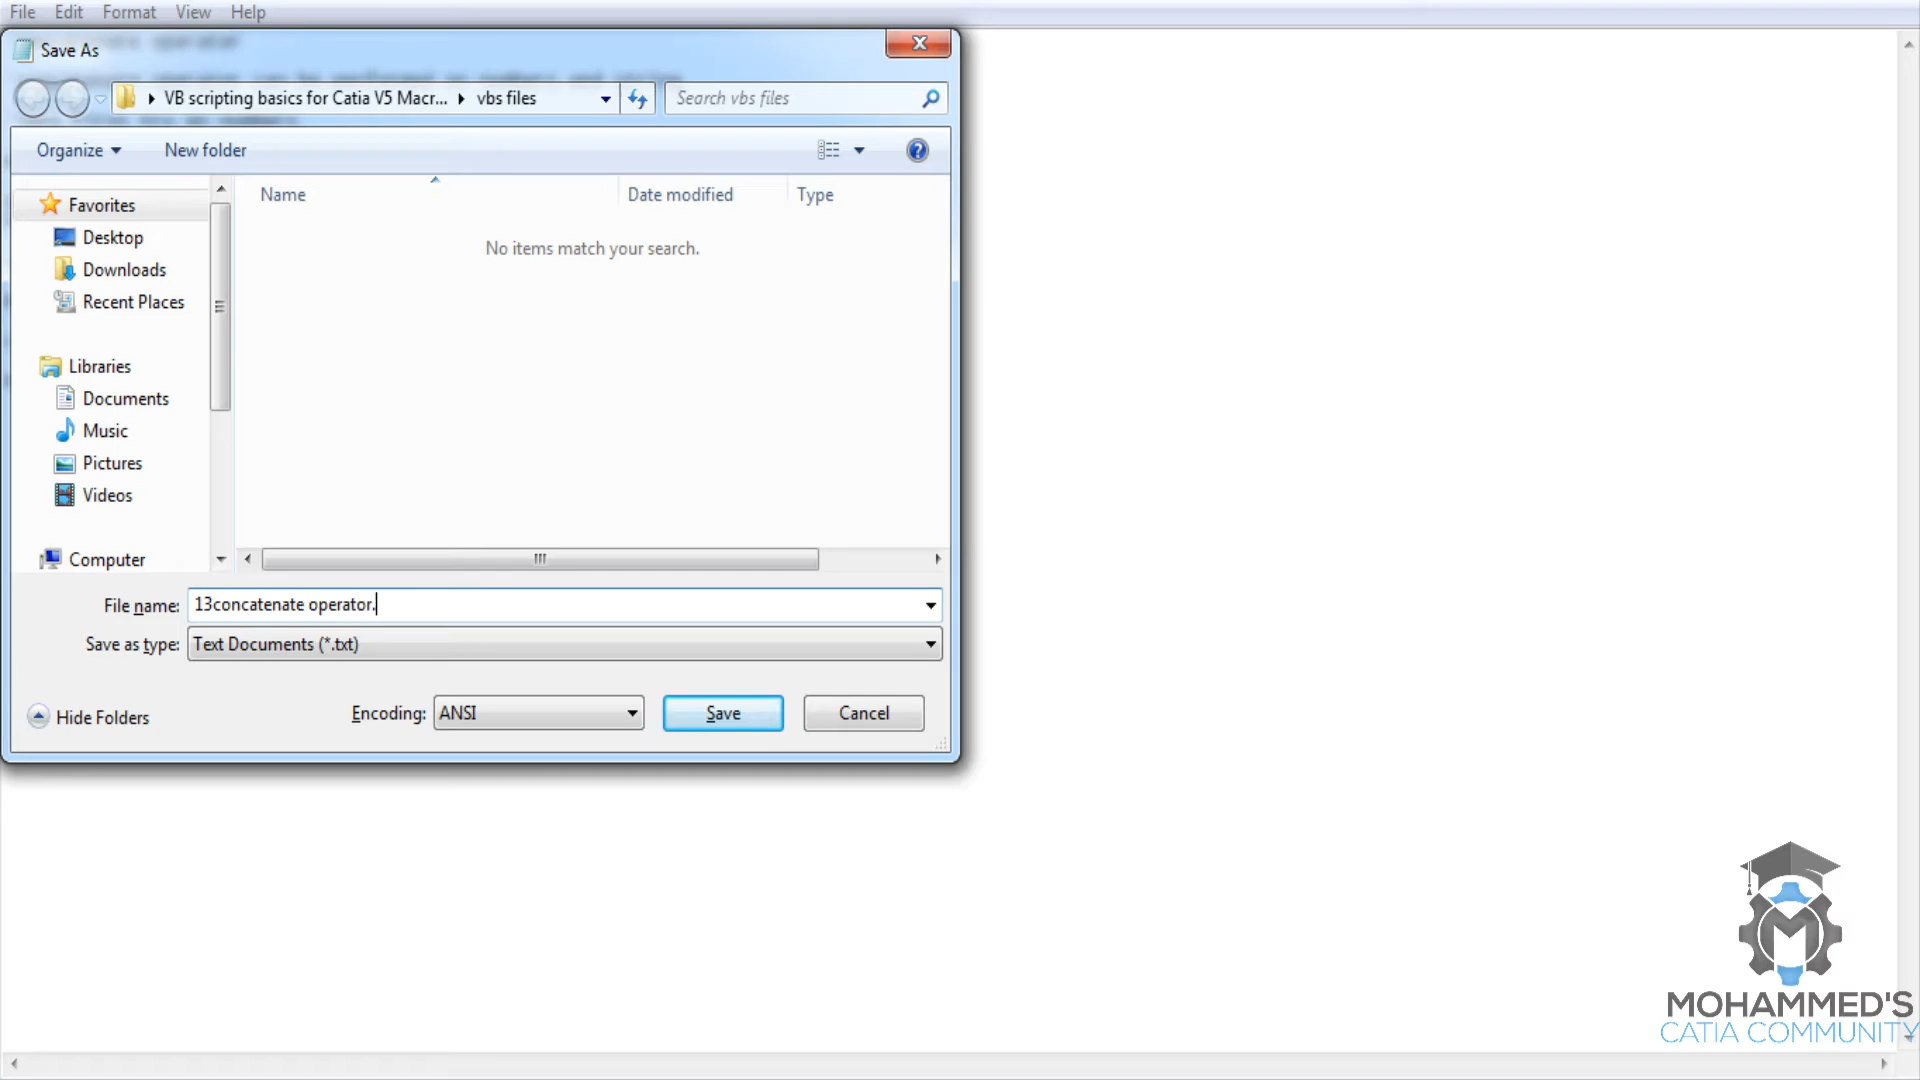 File Edit Format View Help
Save As
VB scripting basics for Catia V5 Macr... vbs files Search vbs files
Organize New folder
Name Date modified Type
No items match your search.
Favorites
Desktop
Downloads
Recent Places
Libraries
Documents
Music
Pictures
Videos
Computer
File name: 13concatenate operator.
Save as type: Text Documents (*.txt)
Hide Folders Encoding: ANSI Save Cancel
MOHAMMED'S
CATIA COMMUNITY